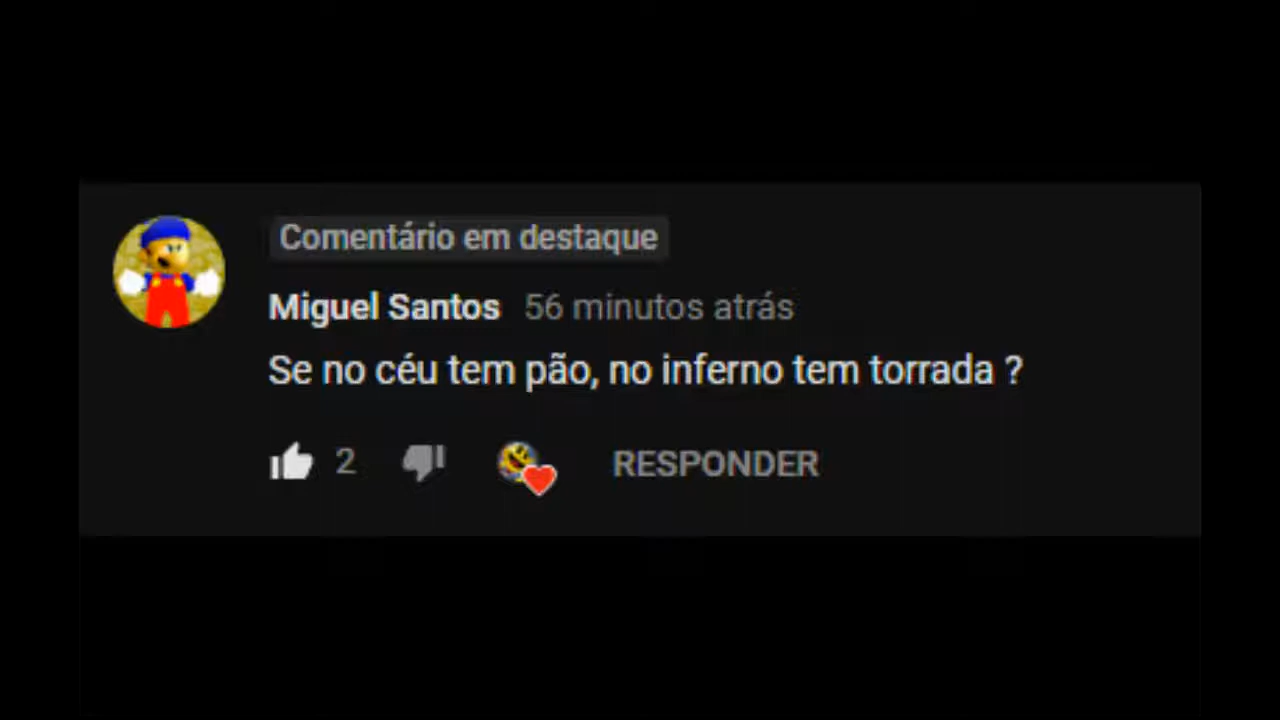 Comentário em destaque
Miguel Santos 56 minutos atrás
Se no céu tem pão, no inferno tem torrada ?
2 RESPONDER